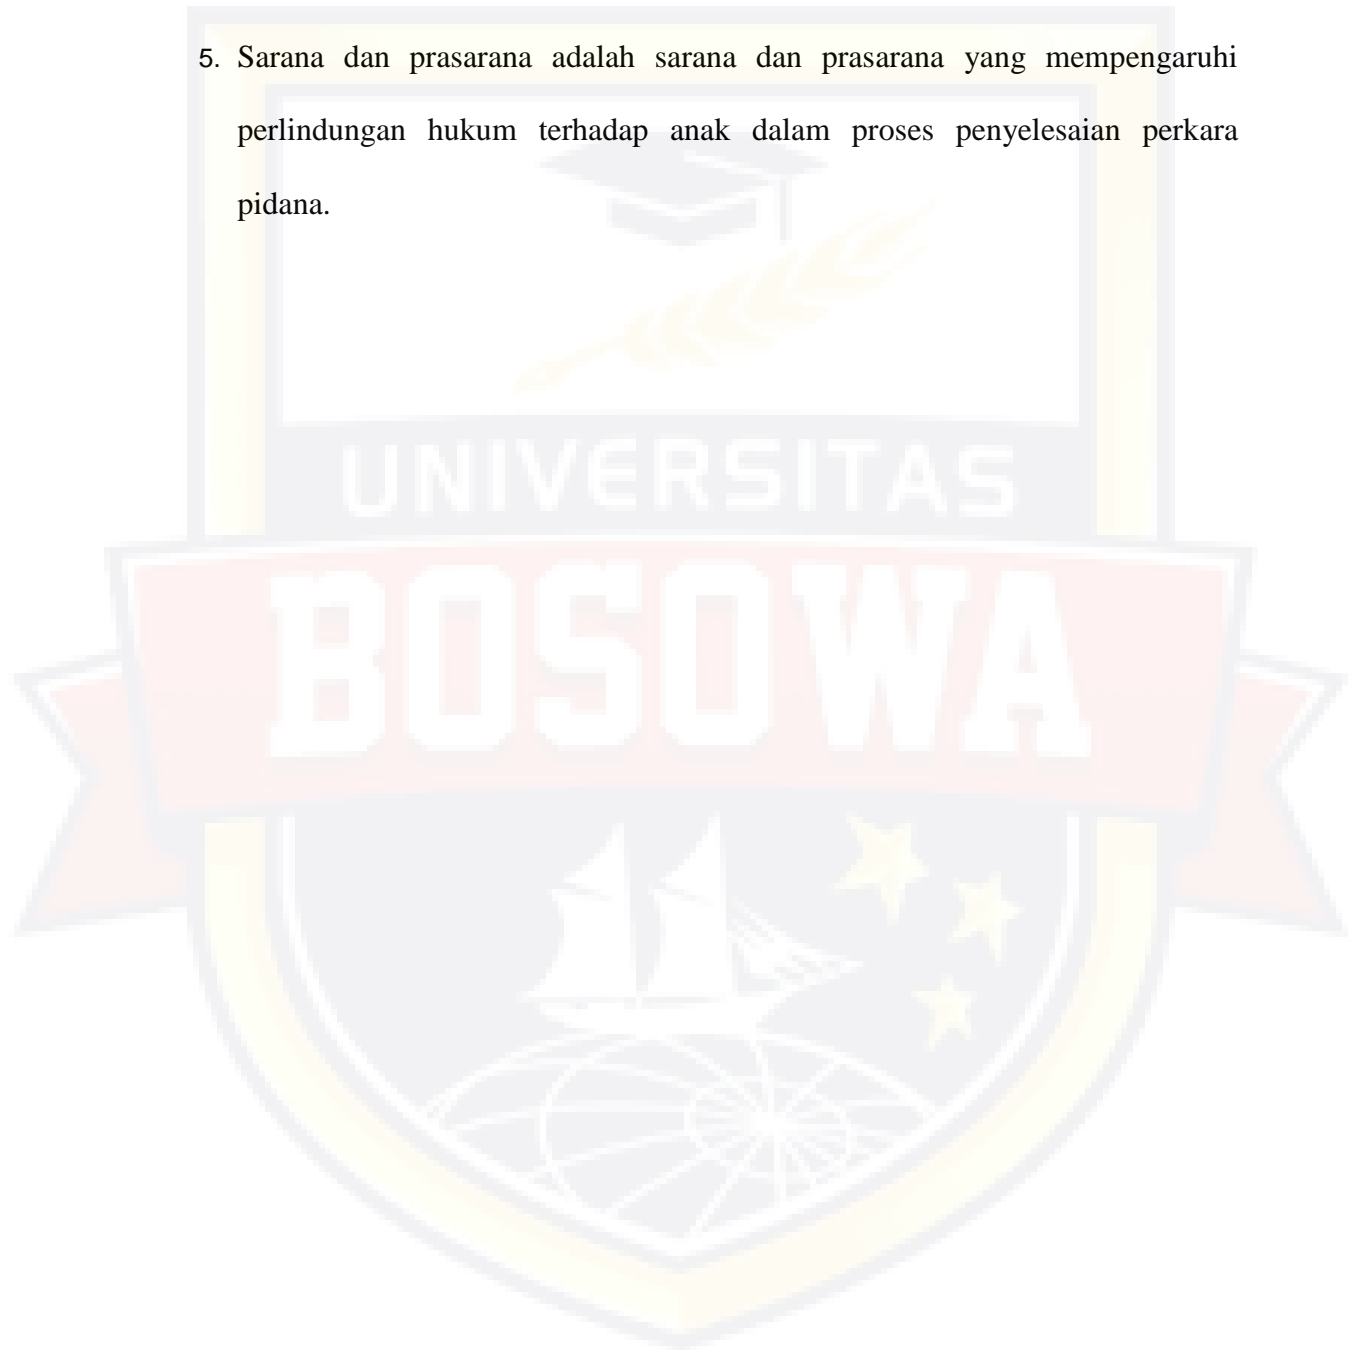 5. Sarana dan prasarana adalah sarana dan prasarana yang mempengaruhi
perlindungan hukum terhadap anak dalam proses penyelesaian perkara
pidana.
UNIVERSITAS
BOSOWA